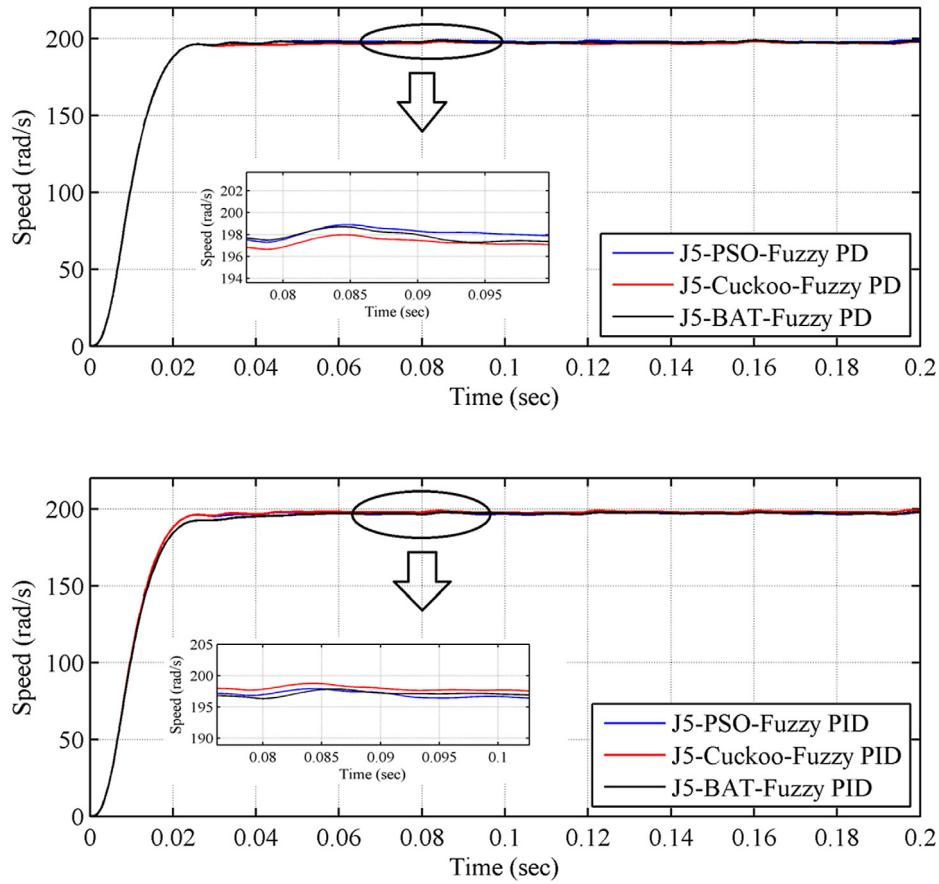 200
150
100
50
0
Speed (rad/s)
0 0.02 0.04 0.06 0.08 0.1 0.12 0.14 0.16 0.18 0.2
Time (sec)
202
200
198
196
194
Speed (rad/s)
0.08 0.085 0.09 0.095
Time (sec)
J5-PSO-Fuzzy PD
J5-Cuckoo-Fuzzy PD
J5-BAT-Fuzzy PD
200
150
100
50
0
Speed (rad/s)
0 0.02 0.04 0.06 0.08 0.1 0.12 0.14 0.16 0.18 0.2
Time (sec)
205
200
195
190
Speed (rad/s)
0.08 0.085 0.09 0.095 0.1
Time (sec)
J5-PSO-Fuzzy PID
J5-Cuckoo-Fuzzy PID
J5-BAT-Fuzzy PID